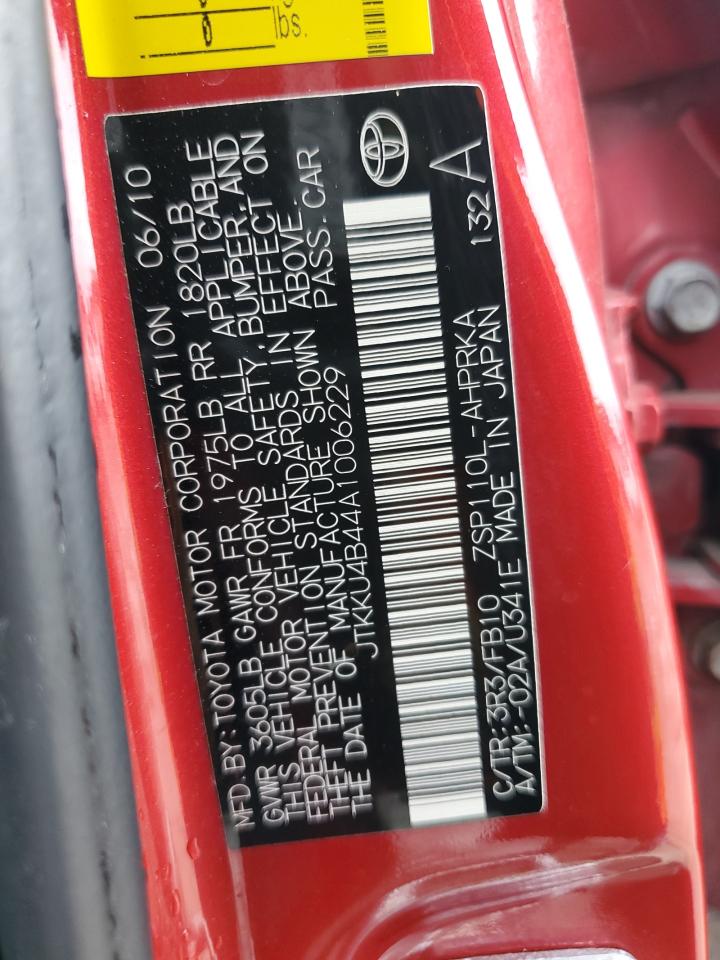 lbs.
MFD.BY:TOYOTA MOTOR CORPORATION 06/10
GVWR 3605LB GAWR FR 1975LB RR 1820LB
THIS VEHICLE CONFORMS TO ALL APPLICABLE
FEDERAL MOTOR VEHICLE SAFETY, BUMPER, AND
THEFT PREVENTION STANDARDS IN EFFECT ON
THE DATE OF MANUFACTURE SHOWN ABOVE.
JTKKU4B44A1006229 PASS.CAR
C/TR:3R3/FB10 ZSP110L-AHPRKA 132
A/TM:-02A/U341E MADE IN JAPAN A